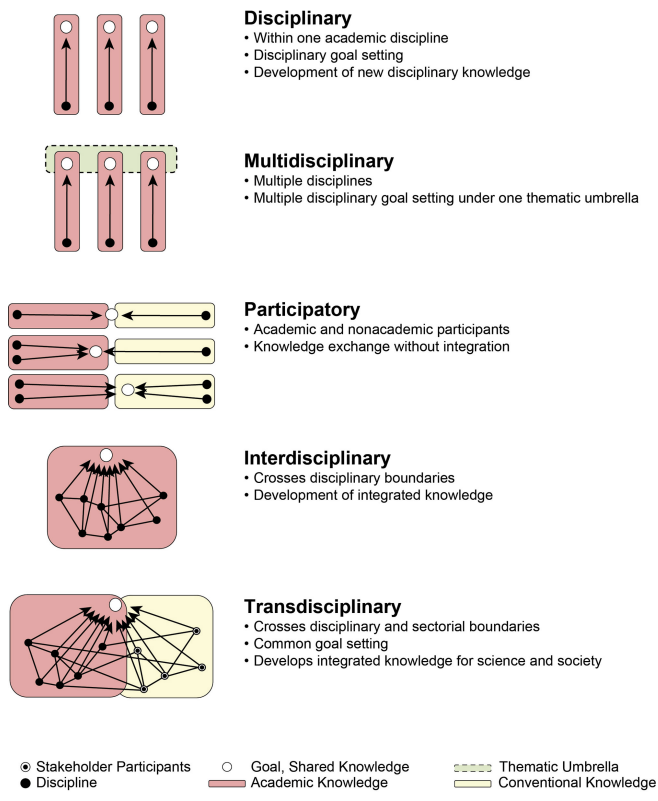 Disciplinary
• Within one academic discipline
• Disciplinary goal setting
• Development of new disciplinary knowledge
Multidisciplinary
• Multiple disciplines
• Multiple disciplinary goal setting under one thematic umbrella
Participatory
• Academic and nonacademic participants
• Knowledge exchange without integration
Interdisciplinary
• Crosses disciplinary boundaries
• Development of integrated knowledge
Transdisciplinary
• Crosses disciplinary and sectorial boundaries
• Common goal setting
• Develops integrated knowledge for science and society
Stakeholder Participants
Goal, Shared Knowledge
Thematic Umbrella
Discipline
Academic Knowledge
Conventional Knowledge